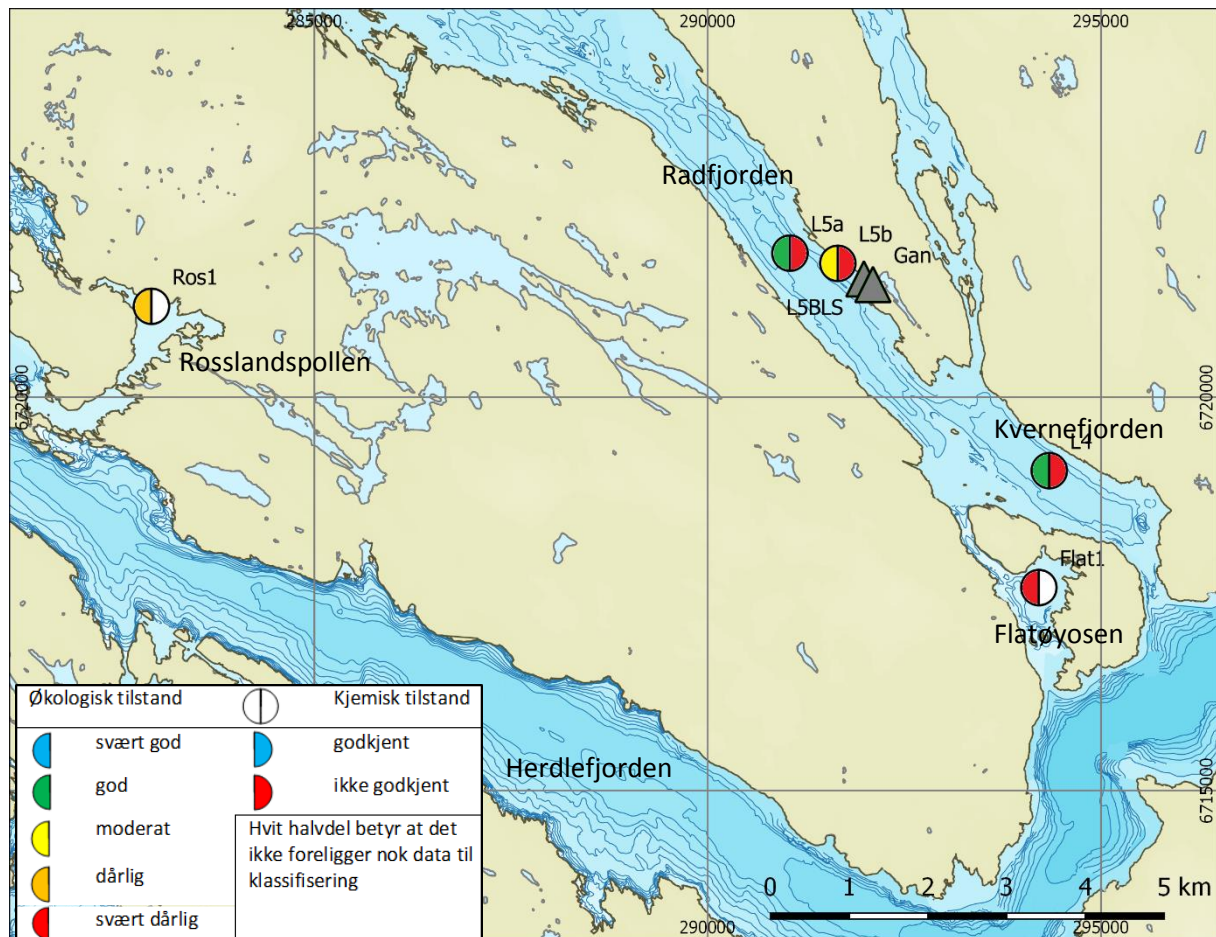 285000
290000
295000
Radfjorden
L5a
L5b
Gan
L5BLS
Ros1
Rosslandspollen
6720000
6720000
Kvernefjorden
L4
Flat1
Flatøyosen
Herdlefjorden
6715000
Økologisk tilstand
Kjemisk tilstand
svært god
godkjent
god
ikke godkjent
moderat
dårlig
svært dårlig
Hvit halvdel betyr at det
ikke foreligger nok data til
klassifisering
0 1 2 3 4 5 km
290000
295000